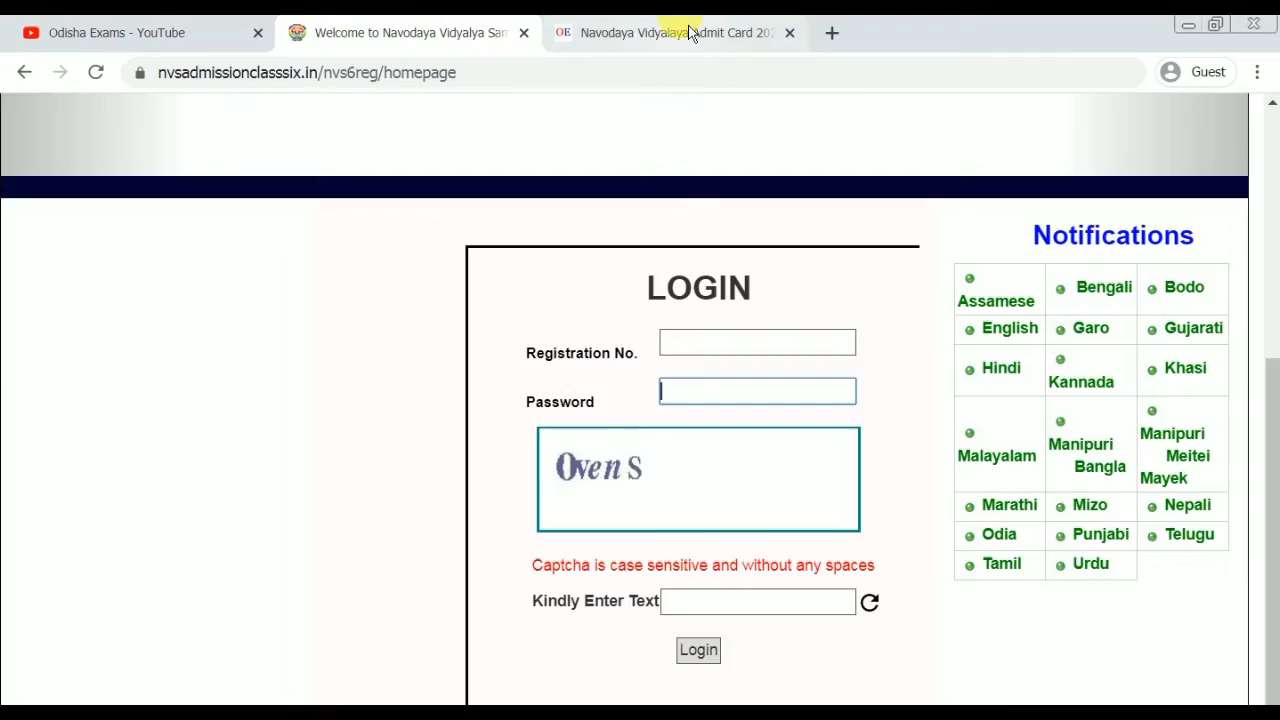 Odisha Exams - YouTube
Welcome to Navodaya Vidyalya Sam
OE Navodaya Vidyalaya Admit Card 202
nvsadmissionclasssix.in/nvs6reg/homepage
Guest
LOGIN
Registration No.
Password
Oven S
Captcha is case sensitive and without any spaces
Kindly Enter Text
Login
Notifications
Assamese
Bengali
Bodo
English
Garo
Gujarati
Hindi
Kannada
Khasi
Malayalam
Manipuri
Bangla
Manipuri
Meitei
Mayek
Marathi
Mizo
Nepali
Odia
Punjabi
Telugu
Tamil
Urdu